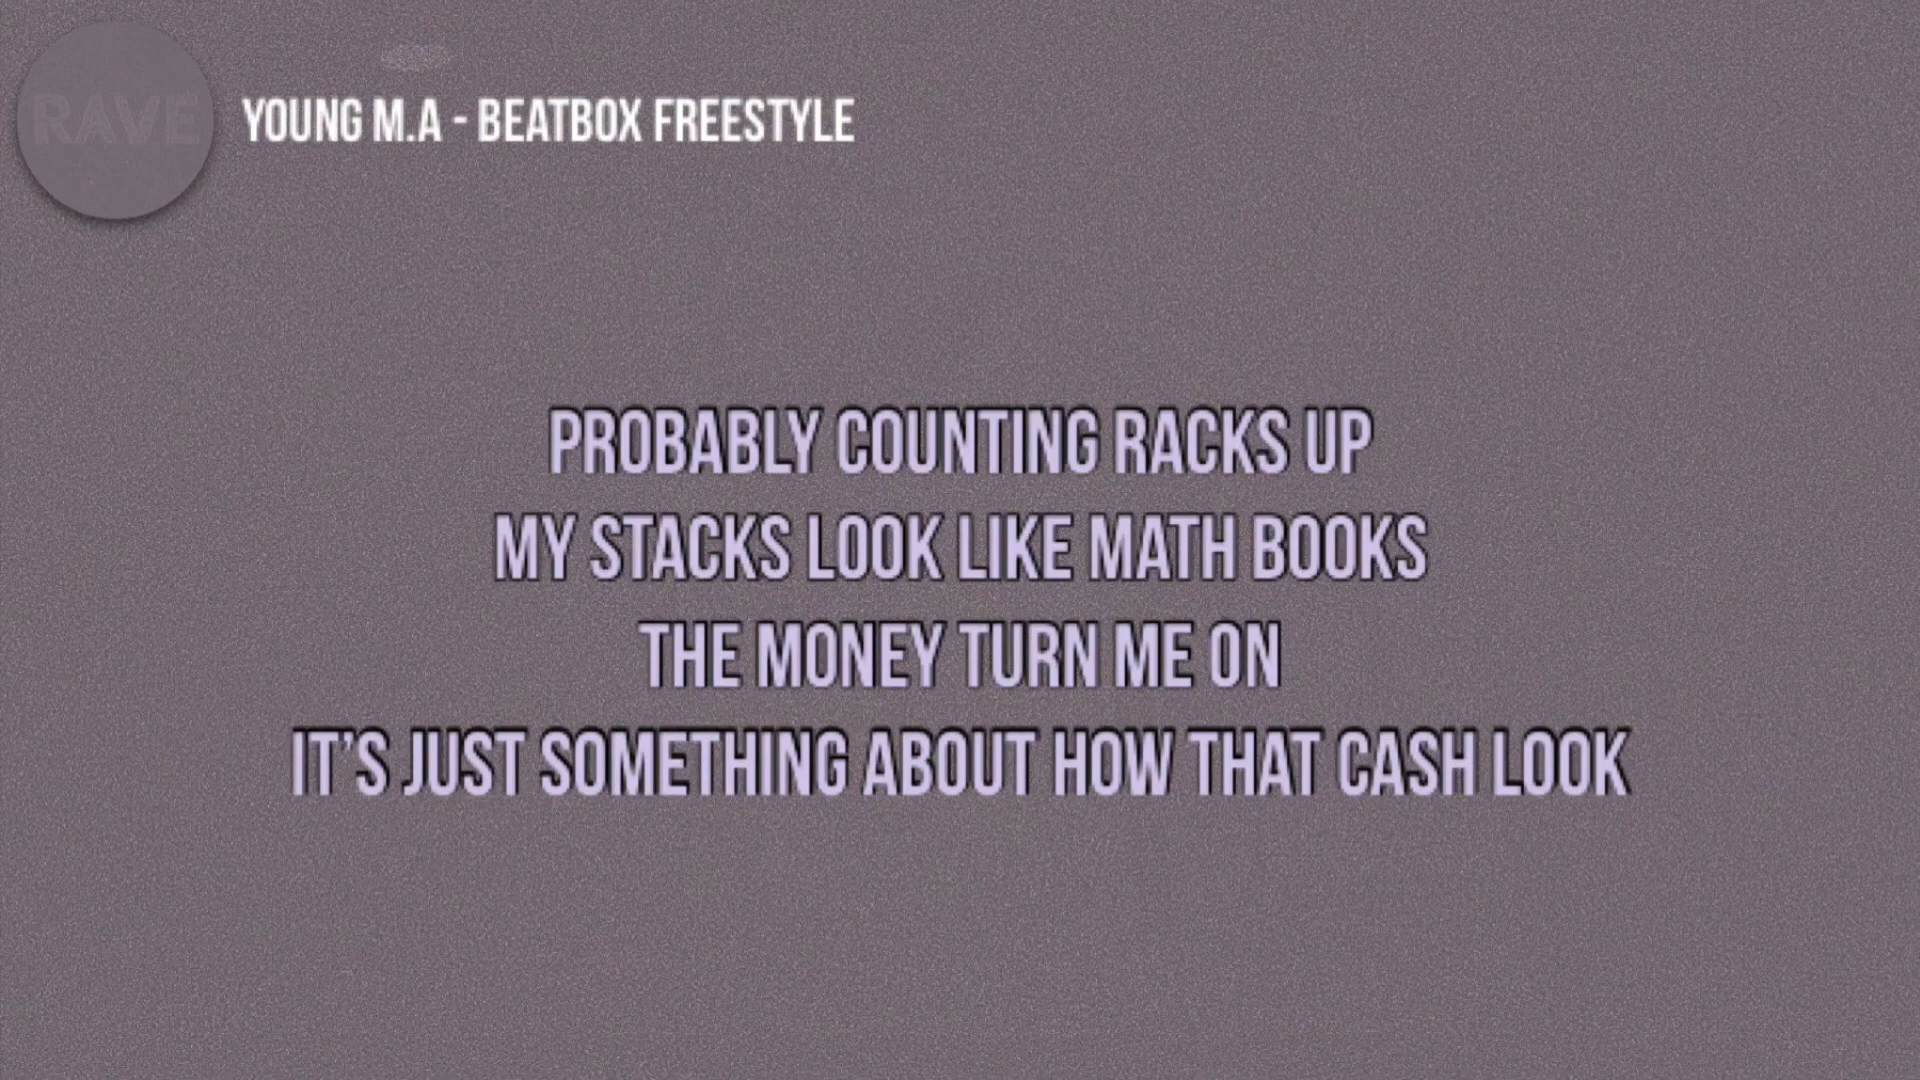 RAVE
YOUNG M.A - BEATBOX FREESTYLE
PROBABLY COUNTING RACKS UP
MY STACKS LOOK LIKE MATH BOOKS
THE MONEY TURN ME ON
IT'S JUST SOMETHING ABOUT HOW THAT CASH LOOK